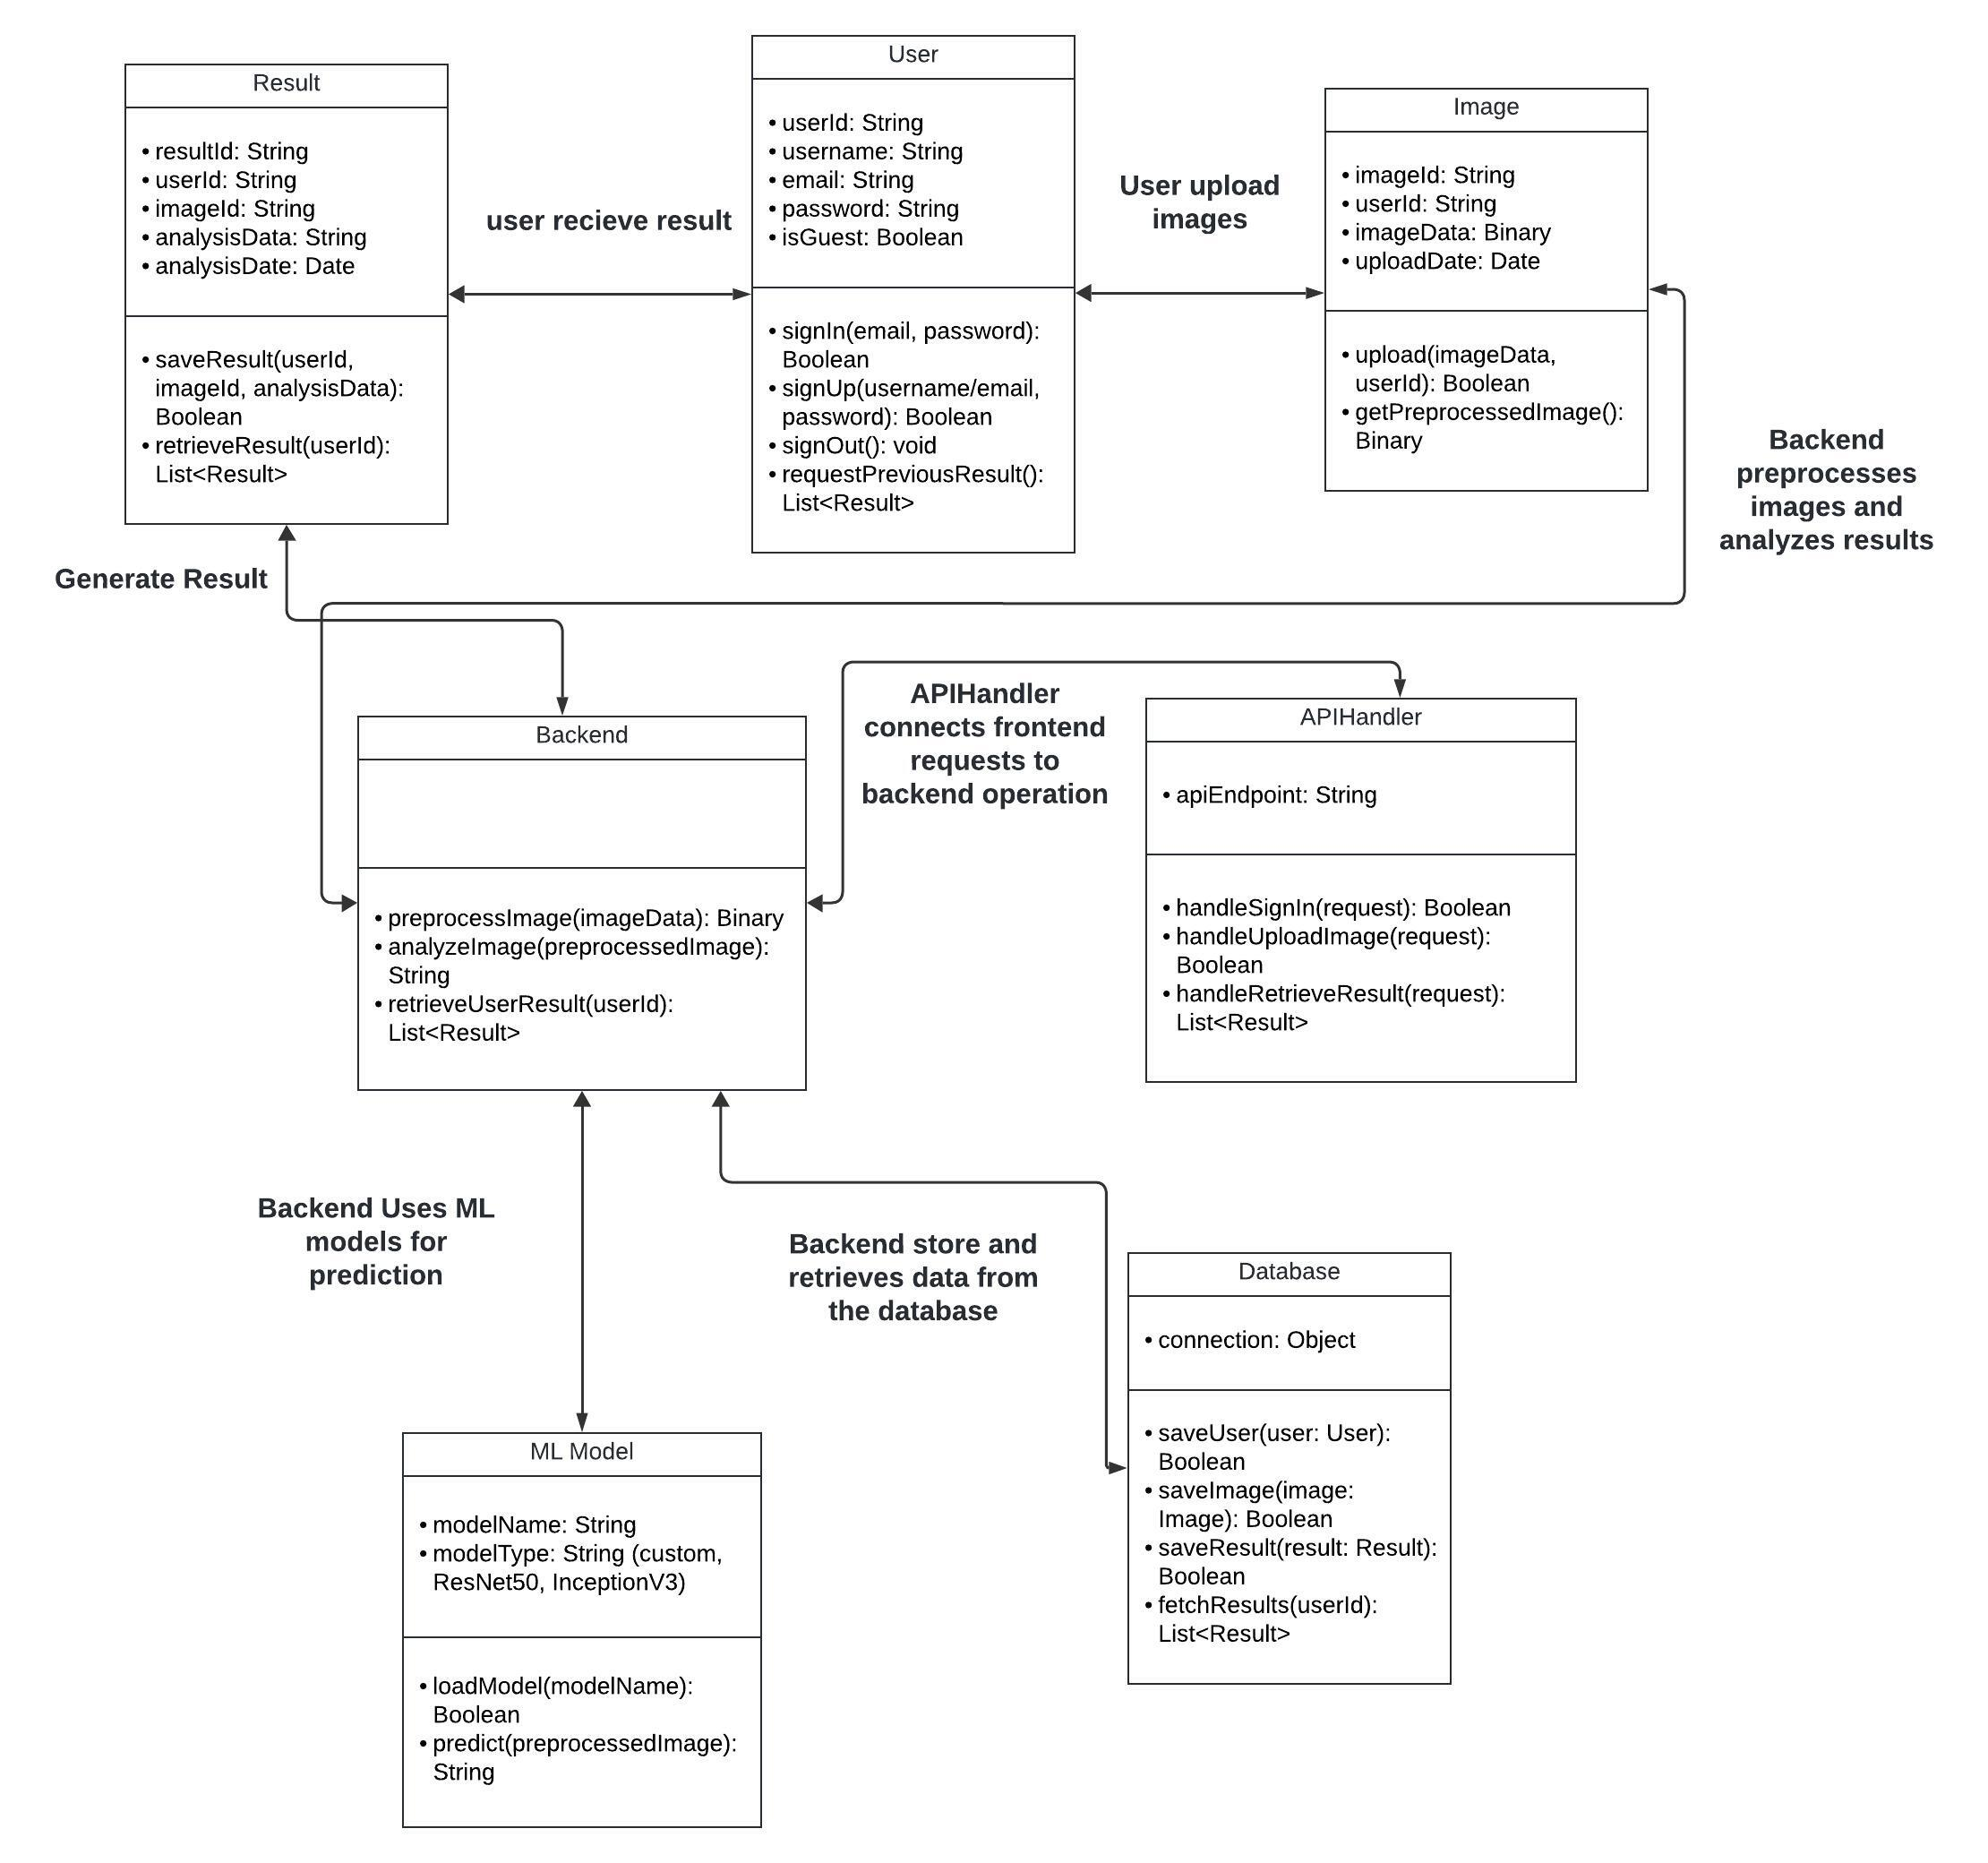 Result
• resultId: String
• userId: String
• imageId: String
• analysisData: String
• analysisDate: Date
• saveResult(userId,
imageId, analysisData):
Boolean
• retrieveResult(userId):
List<Result>
user recieve result
User
• userId: String
• username: String
• email: String
• password: String
• isGuest: Boolean
• signIn(email, password):
Boolean
• signUp(username/email,
password): Boolean
• signOut(): void
• requestPreviousResult():
List<Result>
User upload
images
Image
• imageId: String
• userId: String
• imageData: Binary
• uploadDate: Date
• upload(imageData,
userId): Boolean
• getPreprocessedImage():
Binary
Backend
preprocesses
images and
analyzes results
Generate Result
Backend
• preprocessImage(imageData): Binary
• analyzeImage(preprocessedImage):
String
• retrieveUserResult(userId):
List<Result>
APIHandler
connects frontend
requests to
backend operation
APIHandler
• apiEndpoint: String
• handleSignIn(request): Boolean
• handleUploadImage(request):
Boolean
• handleRetrieveResult(request):
List<Result>
Backend Uses ML
models for
prediction
Backend store and
retrieves data from
the database
Database
• connection: Object
• saveUser(user: User):
Boolean
• saveImage(image:
Image): Boolean
• saveResult(result: Result):
Boolean
• fetchResults(userId):
List<Result>
ML Model
• modelName: String
• modelType: String (custom,
ResNet50, InceptionV3)
• loadModel(modelName):
Boolean
• predict(preprocessedImage):
String